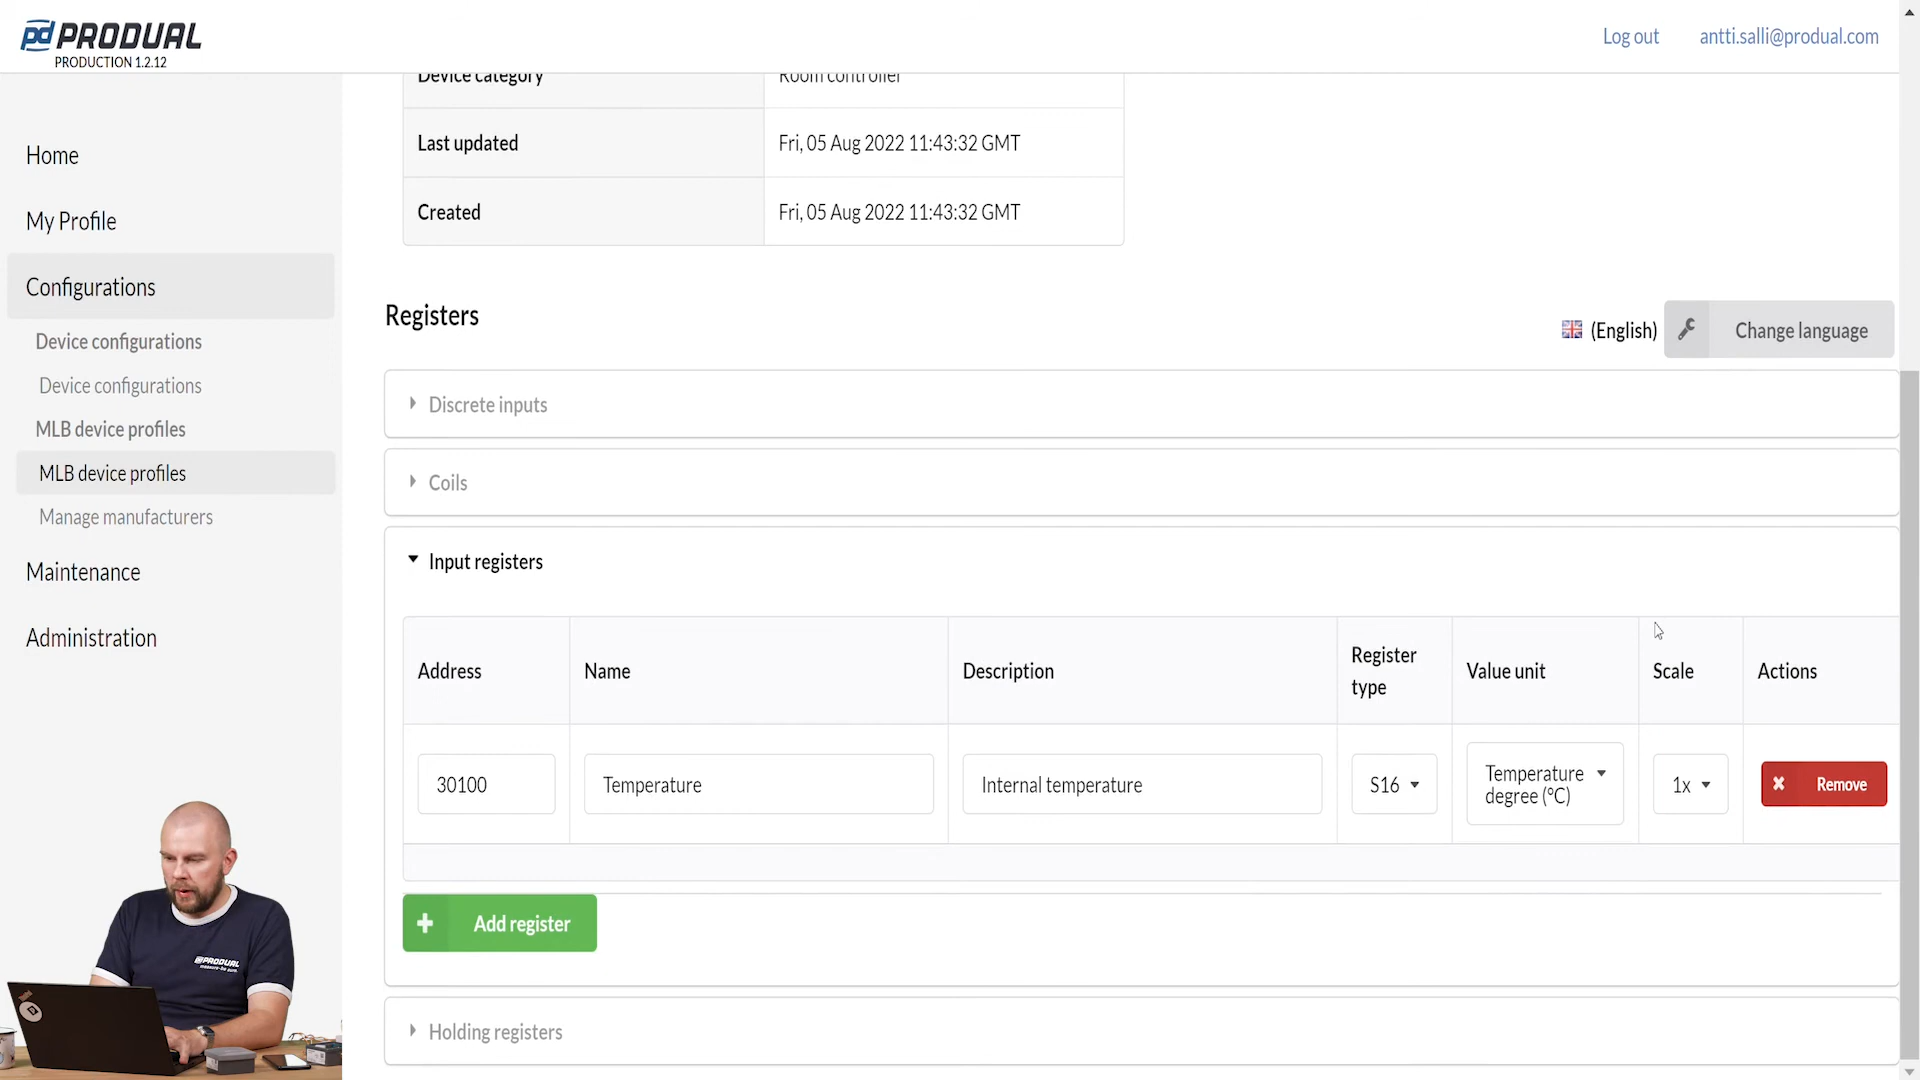 PRODUAL
PRODUCTION 1.2.12
Log out
antti.salli@produal.com
Home
My Profile
Configurations
Device configurations
Device configurations
MLB device profiles
MLB device profiles
Manage manufacturers
Maintenance
Administration
Device category
Room controller
Last updated
Fri, 05 Aug 2022 11:43:32 GMT
Created
Fri, 05 Aug 2022 11:43:32 GMT
Registers
(English)
Change language
Discrete inputs
Coils
Input registers
Address
Name
Description
Register
type
Value unit
Scale
Actions
30100
Temperature
Internal temperature
S16
Temperature
degree (°C)
1x
Remove
Add register
Holding registers
PRODUAL
measure-be sure.